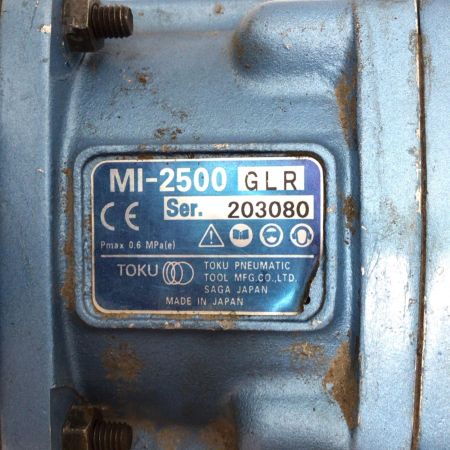 MI-2500 GLR
CE Ser. 203080
Pmax 0.6 MPa(e)
TOKU
TOKU PNEUMATIC
TOOL MFG.CO.,LTD.
SAGA JAPAN
MADE IN JAPAN